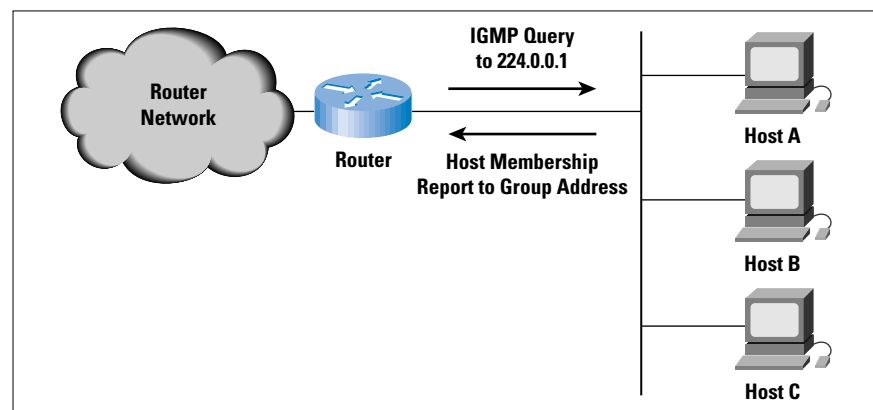 IGMP Query
to 224.0.0.1
Router
Network
Router
Host Membership
Report to Group Address
Host A
Host B
Host C